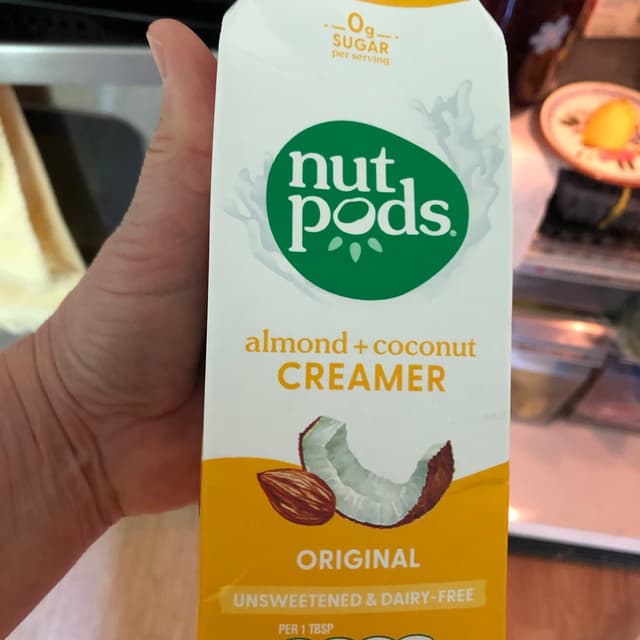 0g
SUGAR
per serving
nut
pods.
almond + coconut
CREAMER
ORIGINAL
UNSWEETENED & DAIRY-FREE
PER 1 TBSP